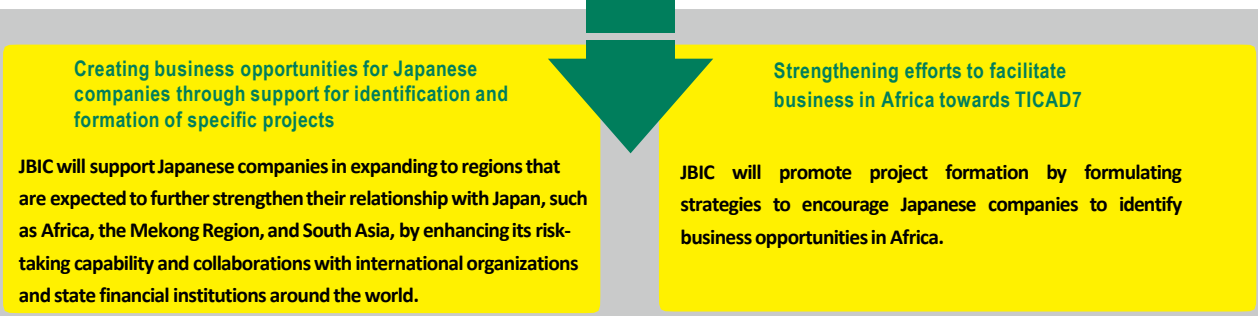 Creating business opportunities for Japanese
companies through support for identification and
formation of specific projects
JBIC will support Japanese companies in expanding to regions that
are expected to further strengthen their relationship with Japan, such
as Africa, the Mekong Region, and South Asia, by enhancing its risk-
taking capability and collaborations with international organizations
and state financial institutions around the world.
Strengthening efforts to facilitate
business in Africa towards TICAD7
JBIC will promote project formation by formulating
strategies to encourage Japanese companies to identify
business opportunities in Africa.